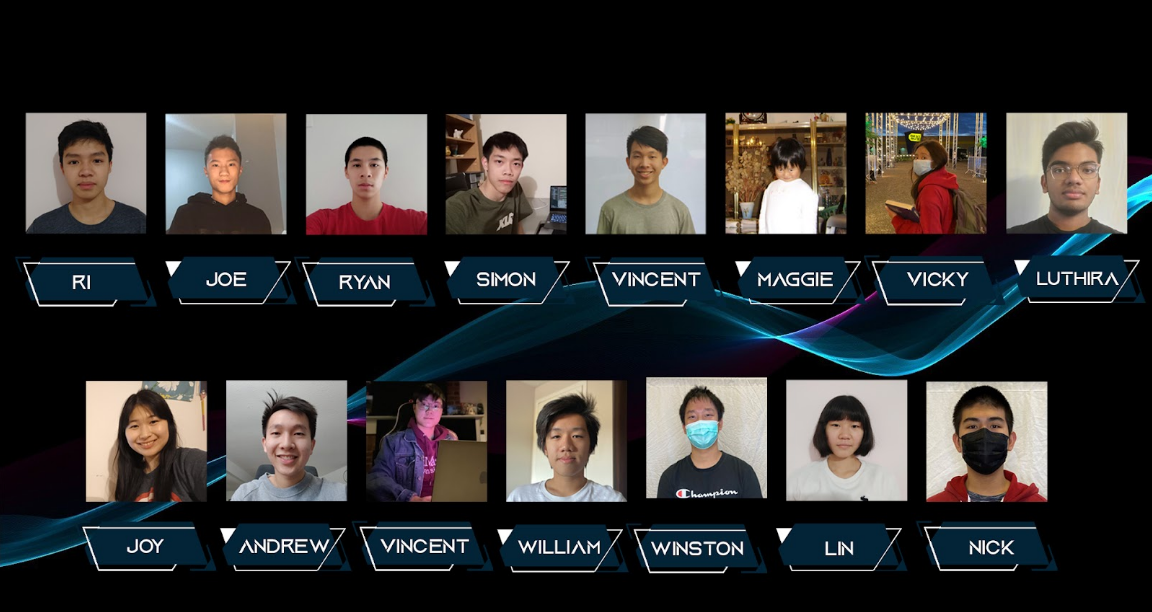 RI
JOE
RYAN
SIMON
VINCENT
MAGGIE
VICKY
LUTHIRA
JOY
ANDREW
VINCENT
Champion
WILLIAM
WINSTON
LIN
NICK